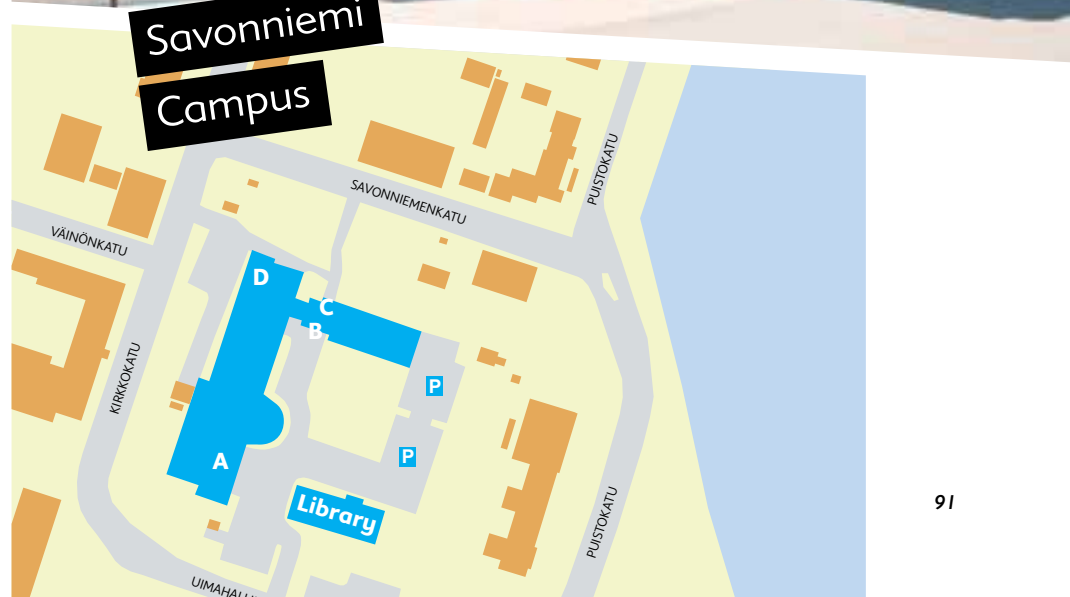 Savonniemi
Campus
PUISTOKATU
SAVONNIEMENKATU
VÄINÖNKATU
D
C
B
KIRKKOKATU
P
P
A
Library
PUISTOKATU
91